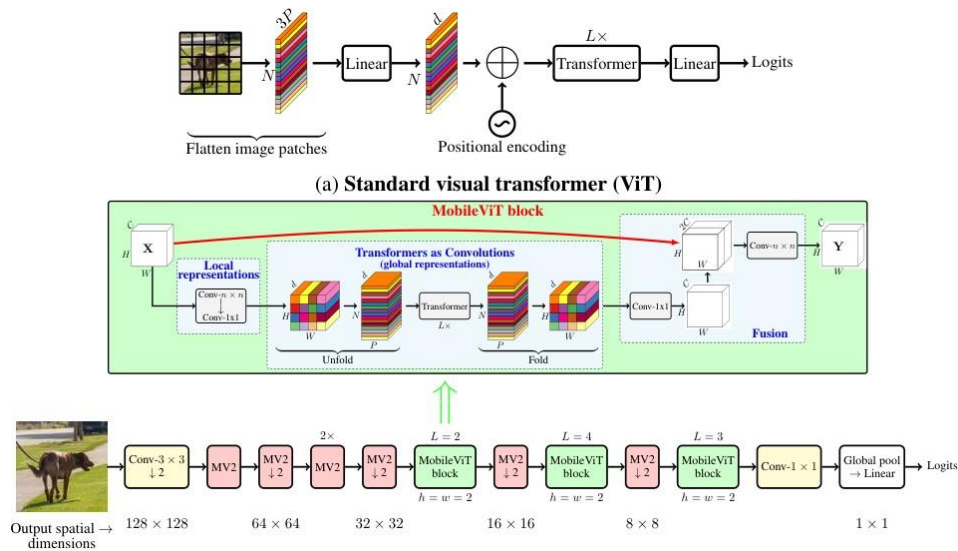 3P
N
Linear
d
N
L×
Transformer
Linear
Logits
Flatten image patches
Positional encoding
(a) Standard visual transformer (ViT)
MobileViT block
C
H
X
W
Local
representations
Conv-n × n
↓
Conv-1x1
Transformers as Convolutions
(global representations)
d
H
W
d
N
P
Transformer
L×
d
N
P
d
H
W
Unfold
Fold
Conv-1x1
C
H
W
2C
H
W
Conv-n × n
Fusion
C
H
Y
W
Conv-3 × 3
↓ 2
MV2
MV2
↓ 2
2×
MV2
MV2
↓ 2
L = 2
MobileViT
block
h = w = 2
MV2
↓ 2
L = 4
MobileViT
block
h = w = 2
MV2
↓ 2
L = 3
MobileViT
block
h = w = 2
Conv-1 × 1
Global pool
→ Linear
Logits
Output spatial →
dimensions
128 × 128
64 × 64
32 × 32
16 × 16
8 × 8
1 × 1